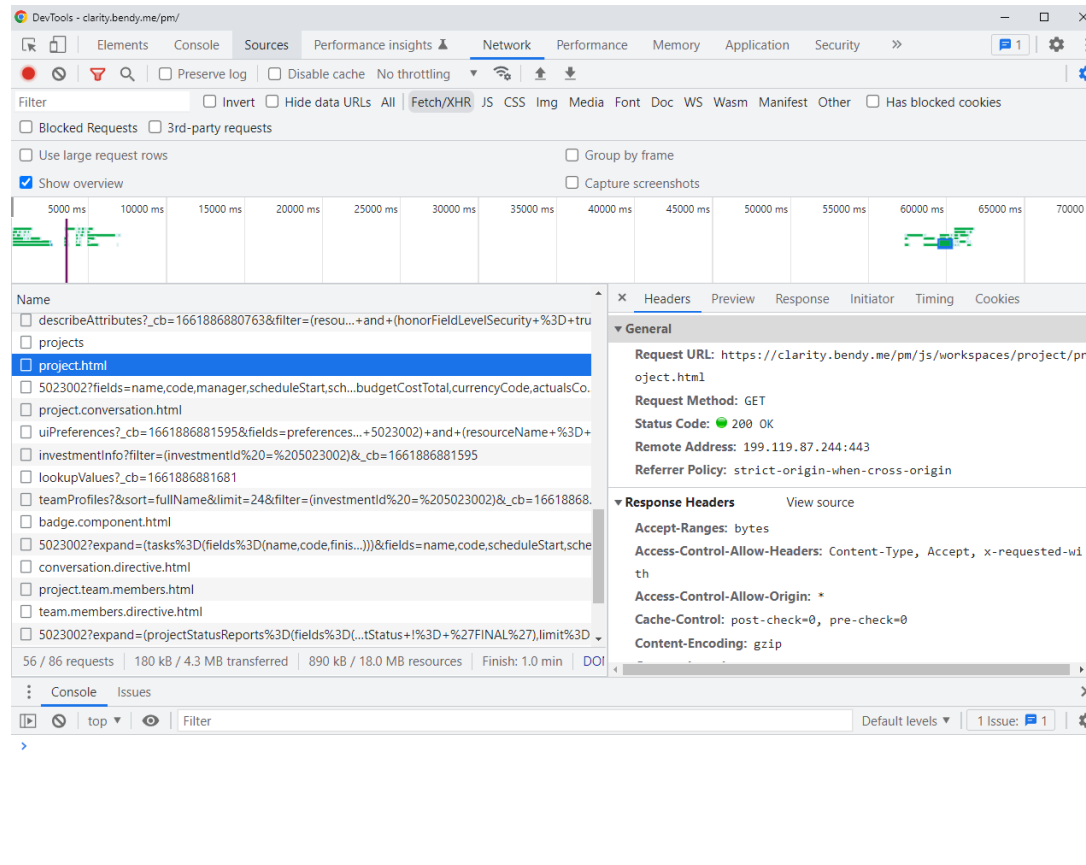 DevTools - clarity.bendy.me/pm/
Elements Console Sources Performance insights Network Performance Memory Application Security » 1
Preserve log Disable cache No throttling
Filter Invert Hide data URLs All Fetch/XHR JS CSS Img Media Font Doc WS Wasm Manifest Other Has blocked cookies
Blocked Requests 3rd-party requests
Use large request rows Group by frame
Show overview Capture screenshots
5000 ms 10000 ms 15000 ms 20000 ms 25000 ms 30000 ms 35000 ms 40000 ms 45000 ms 50000 ms 55000 ms 60000 ms 65000 ms 70000
Name
describeAttributes?_cb=1661886880763&filter=(resou...+and+(honorFieldLevelSecurity+%3D+tru
projects
project.html
5023002?fields=name,code,manager,scheduleStart,sch...budgetCostTotal,currencyCode,actualsCo...
project.conversation.html
uiPreferences?_cb=1661886881595&fields=preferences...+5023002)+and+(resourceName+%3D+
investmentInfo?filter=(investmentId%20=%205023002)&_cb=1661886881595
lookupValues?_cb=1661886881681
teamProfiles?&sort=fullName&limit=24&filter=(investmentId%20=%205023002)&_cb=16618868...
badge.component.html
5023002?expand=(tasks%3D(fields%3D(name,code,finis...)))&fields=name,code,scheduleStart,sche
conversation.directive.html
project.team.members.html
team.members.directive.html
5023002?expand=(projectStatusReports%3D(fields%3D(...tStatus+!%3D+%27FINAL%27),limit%3D
56 / 86 requests 180 kB / 4.3 MB transferred 890 kB / 18.0 MB resources Finish: 1.0 min
× Headers Preview Response Initiator Timing Cookies
General
Request URL: https://clarity.bendy.me/pm/js/workspaces/project/pr
oject.html
Request Method: GET
Status Code: 200 OK
Remote Address: 199.119.87.244:443
Referrer Policy: strict-origin-when-cross-origin
Response Headers View source
Accept-Ranges: bytes
Access-Control-Allow-Headers: Content-Type, Accept, x-requested-wi
th
Access-Control-Allow-Origin: *
Cache-Control: post-check=0, pre-check=0
Content-Encoding: gzip
Console Issues
top Filter Default levels 1 Issue: 1